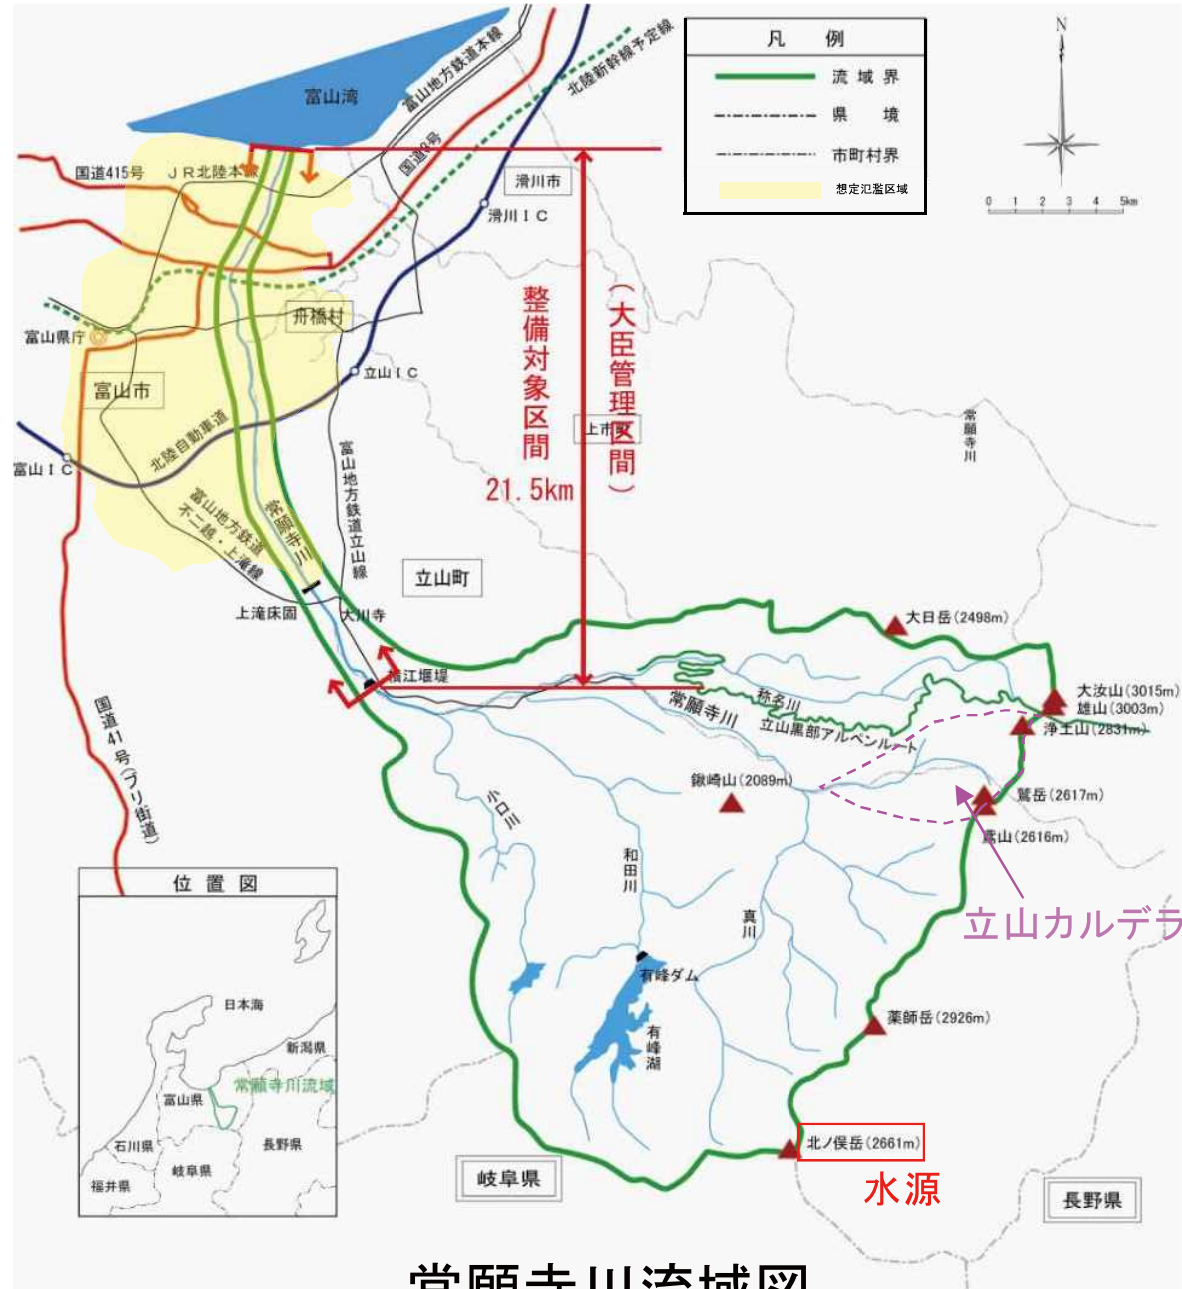 凡 例
流域界
県 境
市町村界
想定氾濫区域
N
0 1 2 3 4 5km
富山湾
富山地方鉄道本線
北陸新幹線予定線
国道8号
国道415号
JR北陸本線
滑川市
滑川IC
舟橋村
富山県庁
富山市
立山IC
北陸自動車道
富山IC
富山地方鉄道
不二越・上滝線
常願寺川
富山地方鉄道立山線
整備対象区間
(大臣管理区間)
21.5km
上市町
常願寺川
立山町
上滝床固
大川寺
横江堰堤
大日岳(2498m)
大汝山(3015m)
雄山(3003m)
浄土山(2831m)
称名川
常願寺川
立山黒部アルペンルート
鍬崎山(2089m)
鷲岳(2617m)
鳶山(2616m)
立山カルデラ
国道41号(ブリ街道)
小口川
和田川
真川
有峰ダム
有峰湖
薬師岳(2926m)
北ノ俣岳(2661m)
水源
岐阜県
長野県
位置図
日本海
新潟県
常願寺川流域
富山県
石川県
長野県
岐阜県
福井県
常願寺川流域図